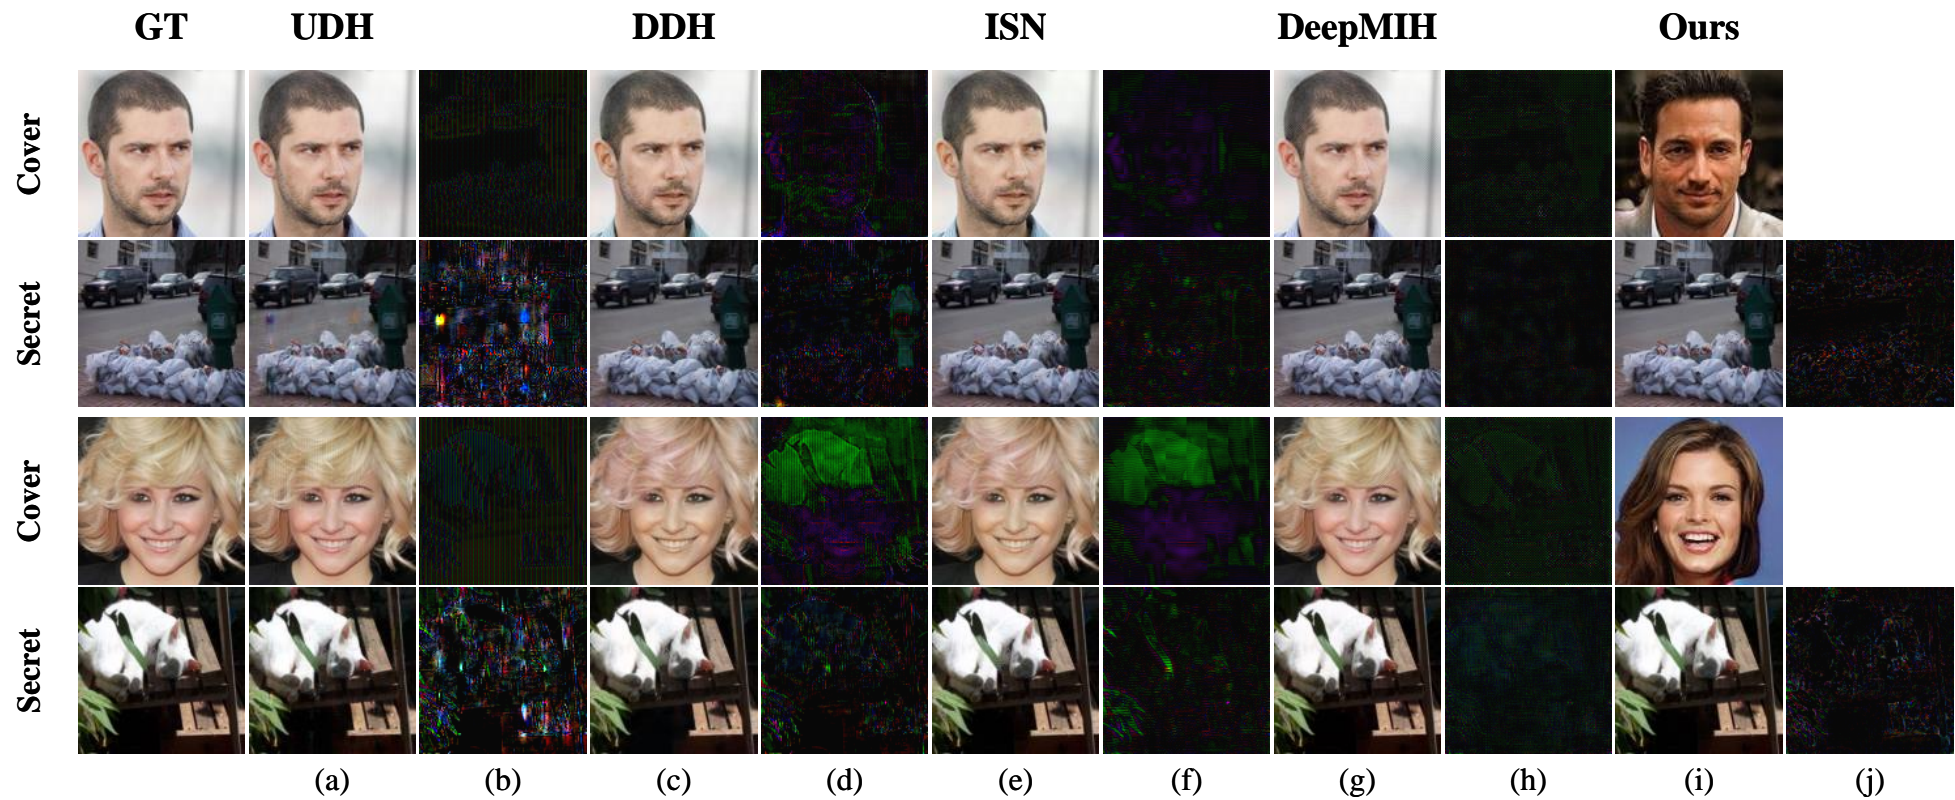 GT UDH DDH ISN DeepMIH Ours
Cover
Secret
Cover
Secret
(a) (b) (c) (d) (e) (f) (g) (h) (i) (j)